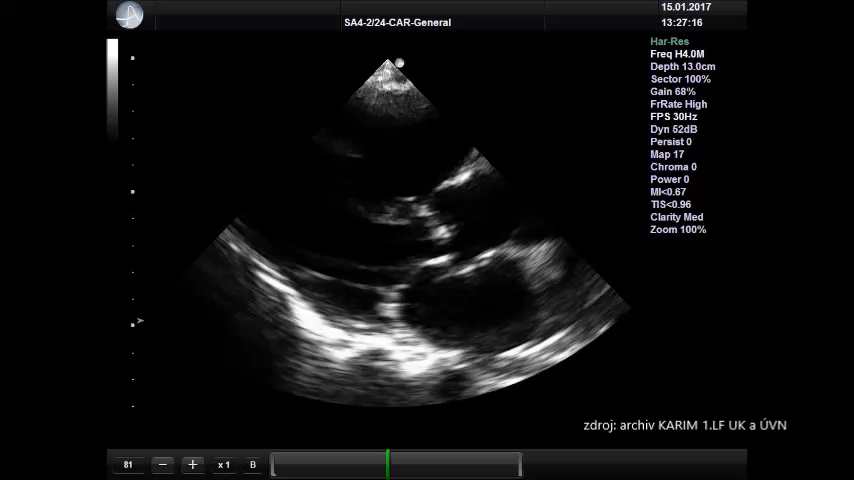 15.01.2017
SA4-2/24-CAR-General
13:27:16
Har-Res
Freq H4.0M
Depth 13.0cm
Sector 100%
Gain 68%
FrRate High
FPS 30Hz
Dyn 52dB
Persist 0
Map 17
Chroma 0
Power 0
MI<0.67
TIS<0.96
Clarity Med
Zoom 100%
zdroj: archiv KARIM 1.LF UK a ÚVN
81 − + x 1 B